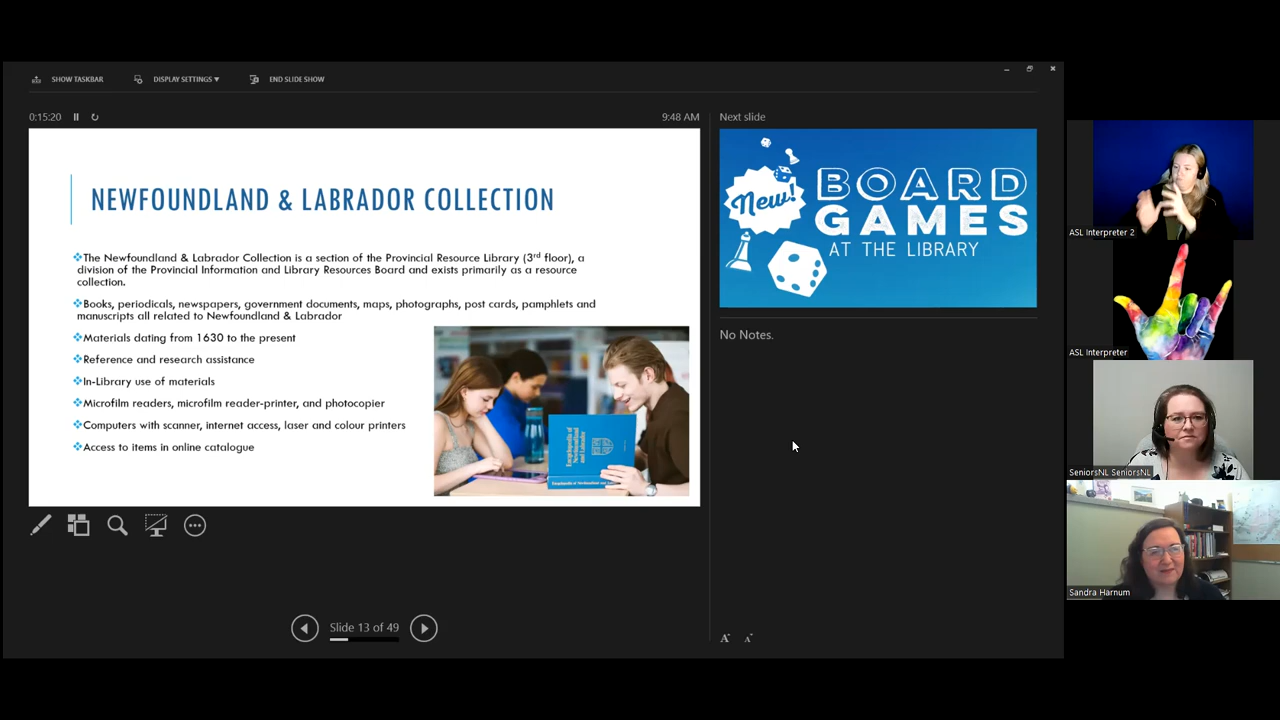 SHOW TASKBAR
DISPLAY SETTINGS ▼
END SLIDE SHOW
0:15:20
9:48 AM
NEWFOUNDLAND & LABRADOR COLLECTION
❖The Newfoundland & Labrador Collection is a section of the Provincial Resource Library (3rd floor), a
division of the Provincial Information and Library Resources Board and exists primarily as a resource
collection.
❖Books, periodicals, newspapers, government documents, maps, photographs, post cards, pamphlets and
manuscripts all related to Newfoundland & Labrador
❖Materials dating from 1630 to the present
❖Reference and research assistance
❖In-Library use of materials
❖Microfilm readers, microfilm reader-printer, and photocopier
❖Computers with scanner, internet access, laser and colour printers
❖Access to items in online catalogue
Encyclopedia of
Newfoundland
and Labrador
Slide 13 of 49
Next slide
New!
BOARD
GAMES
AT THE LIBRARY
No Notes.
A
A
ASL Interpreter 2
ASL Interpreter
SeniorsNL SeniorsNL
Sandra Harnum